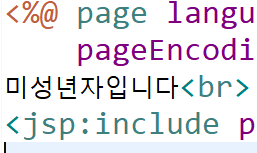 <%@ page langu
pageEncodi
미성년자입니다<br>
<jsp:include p